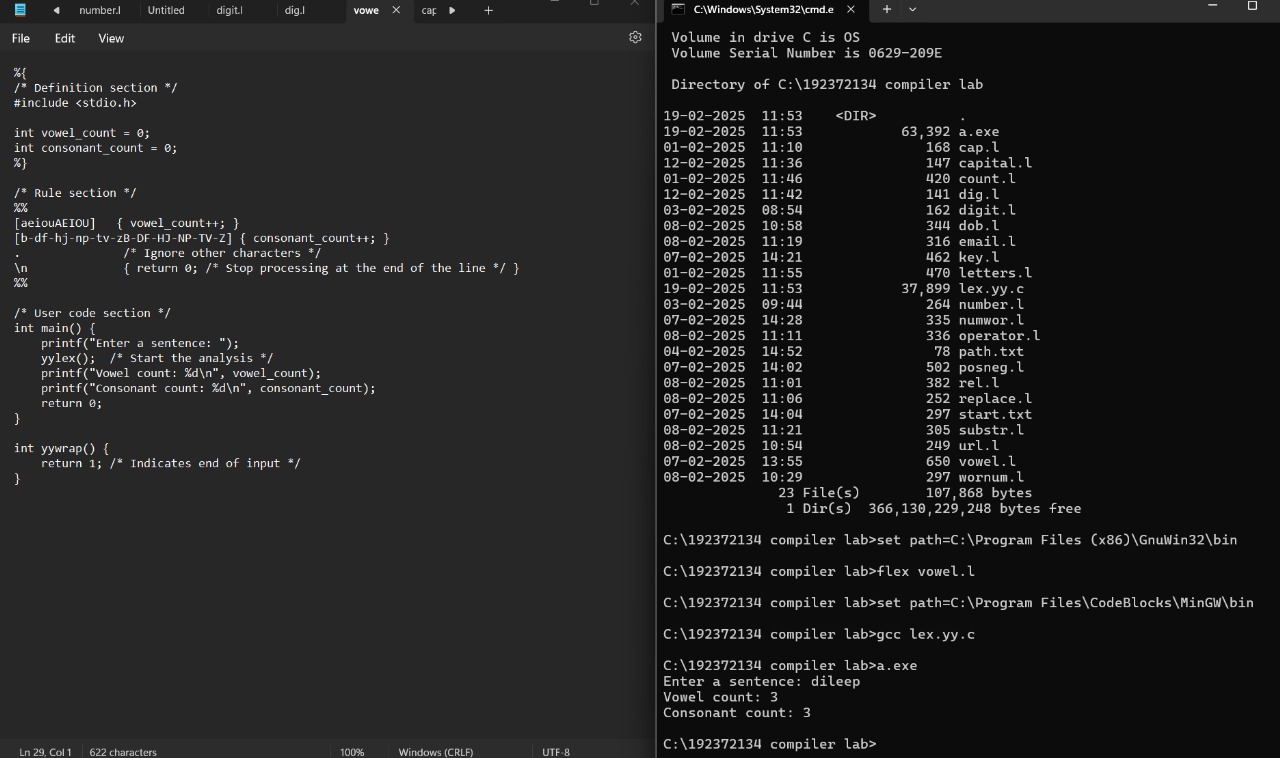 number.l Untitled digit.l dig.l vowe cap
File Edit View
%{
/* Definition section */
#include <stdio.h>
int vowel_count = 0;
int consonant_count = 0;
%}
/* Rule section */
%%
[aeiouAEIOU]   { vowel_count++; }
[b-df-hj-np-tv-zB-DF-HJ-NP-TV-Z] { consonant_count++; }
.               /* Ignore other characters */
\n              { return 0; /* Stop processing at the end of the line */ }
%%
/* User code section */
int main() {
    printf("Enter a sentence: ");
    yylex();  /* Start the analysis */
    printf("Vowel count: %d\n", vowel_count);
    printf("Consonant count: %d\n", consonant_count);
    return 0;
}
int yywrap() {
    return 1; /* Indicates end of input */
}
Ln 29, Col 1 622 characters 100% Windows (CRLF) UTF-8
C:\Windows\System32\cmd.e
Volume in drive C is OS
Volume Serial Number is 0629-209E
Directory of C:\192372134 compiler lab
19-02-2025  11:53    <DIR>          .
19-02-2025  11:53            63,392 a.exe
01-02-2025  11:10               168 cap.l
12-02-2025  11:36               147 capital.l
01-02-2025  11:46               420 count.l
12-02-2025  11:42               141 dig.l
03-02-2025  08:54               162 digit.l
08-02-2025  10:58               344 dob.l
08-02-2025  11:19               316 email.l
07-02-2025  14:21               462 key.l
01-02-2025  11:55               470 letters.l
19-02-2025  11:53            37,899 lex.yy.c
03-02-2025  09:44               264 number.l
07-02-2025  14:28               335 numwor.l
08-02-2025  11:11               336 operator.l
04-02-2025  14:52                78 path.txt
07-02-2025  14:02               502 posneg.l
08-02-2025  11:01               382 rel.l
08-02-2025  11:06               252 replace.l
07-02-2025  14:04               297 start.txt
08-02-2025  11:21               305 substr.l
08-02-2025  10:54               249 url.l
07-02-2025  13:55               650 vowel.l
08-02-2025  10:29               297 wornum.l
23 File(s)        107,868 bytes
1 Dir(s)  366,130,229,248 bytes free
C:\192372134 compiler lab>set path=C:\Program Files (x86)\GnuWin32\bin
C:\192372134 compiler lab>flex vowel.l
C:\192372134 compiler lab>set path=C:\Program Files\CodeBlocks\MinGW\bin
C:\192372134 compiler lab>gcc lex.yy.c
C:\192372134 compiler lab>a.exe
Enter a sentence: dileep
Vowel count: 3
Consonant count: 3
C:\192372134 compiler lab>